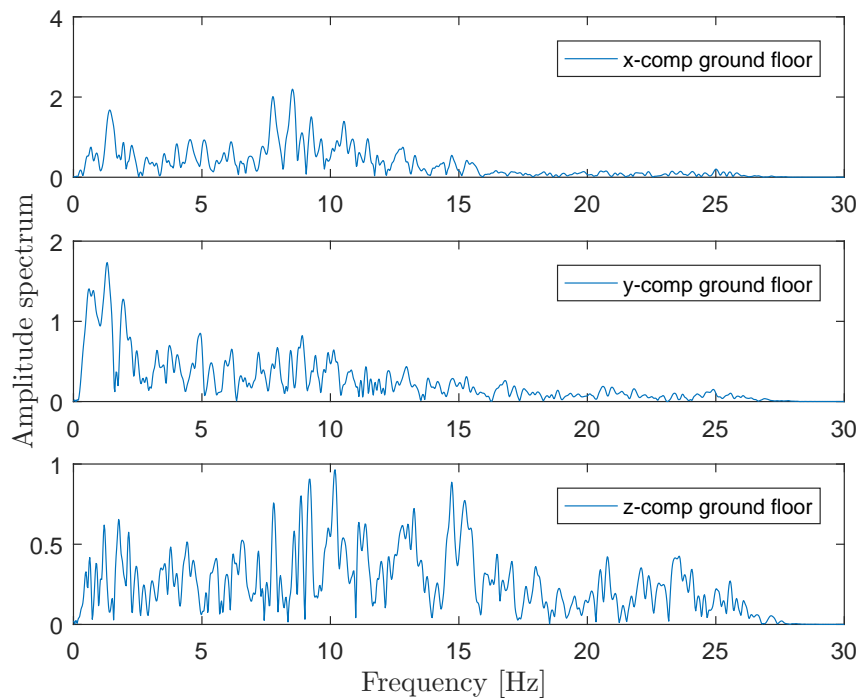 4
2
0
x-comp ground floor
0 5 10 15 20 25 30
Amplitude spectrum
2
1
0
y-comp ground floor
0 5 10 15 20 25 30
1
0.5
0
z-comp ground floor
0 5 10 15 20 25 30
Frequency [Hz]